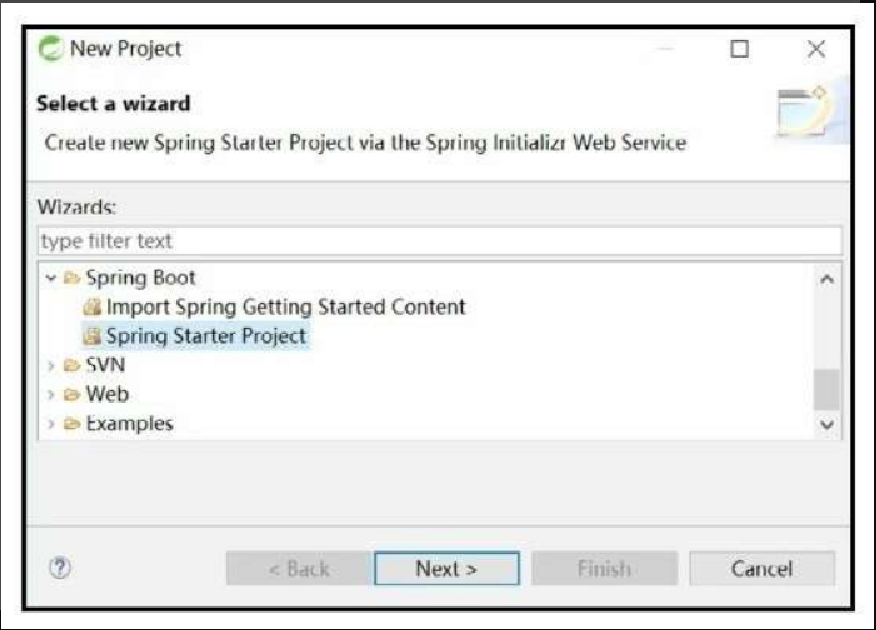 New Project
Select a wizard
Create new Spring Starter Project via the Spring Initializr Web Service
Wizards:
type filter text
Spring Boot
Import Spring Getting Started Content
Spring Starter Project
SVN
Web
Examples
? < Back Next > Finish Cancel